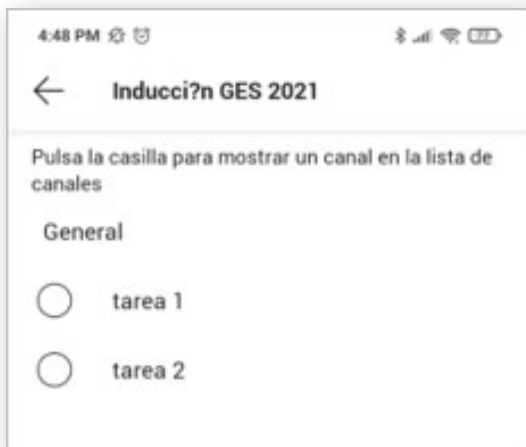 4:48 PM
77
Inducci?n GES 2021
Pulsa la casilla para mostrar un canal en la lista de
canales
General
tarea 1
tarea 2